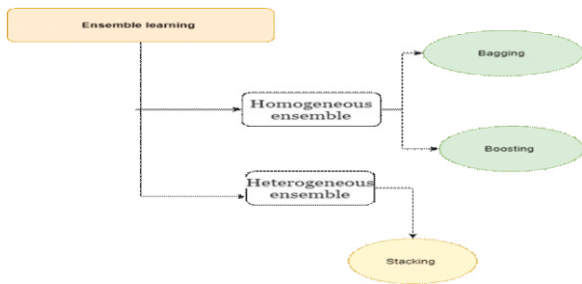 Ensemble learning
Bagging
Homogeneous
ensemble
Boosting
Heterogeneous
ensemble
Stacking